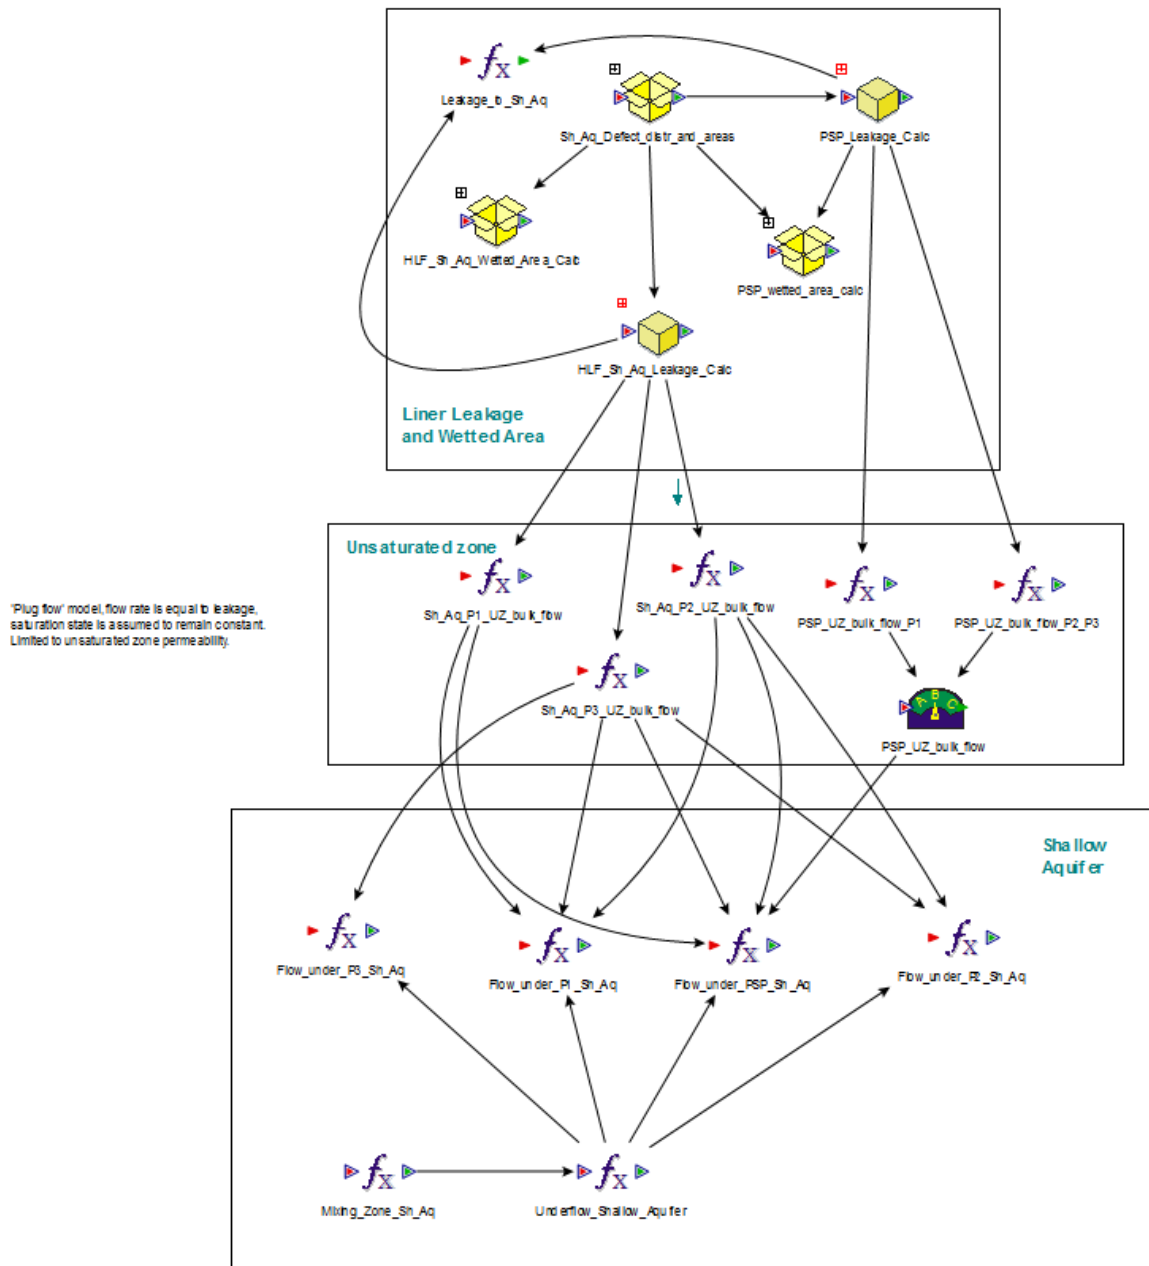 Leakage_to_Sh_Aq
Sh_Aq_Defect_distr_and_areas
PSP_Leakage_Calc
HLF_Sh_Aq_Wetted_Area_Calc
PSP_wetted_area_calc
HLF_Sh_Aq_Leakage_Calc
Liner Leakage
and Wetted Area
Unsaturated zone
'Plug flow' model, flow rate is equal to leakage,
saturation state is assumed to remain constant.
Limited to unsaturated zone permeability.
Sh_Aq_P1_UZ_bulk_flow
Sh_Aq_P2_UZ_bulk_flow
PSP_UZ_bulk_flow_P1
PSP_UZ_bulk_flow_P2_P3
Sh_Aq_P3_UZ_bulk_flow
A B C
PSP_UZ_bulk_flow
Shallow
Aquifer
Flow_under_P3_Sh_Aq
Flow_under_P1_Sh_Aq
Flow_under_PSP_Sh_Aq
Flow_under_P2_Sh_Aq
Mixing_Zone_Sh_Aq
Underflow_Shallow_Aquifer